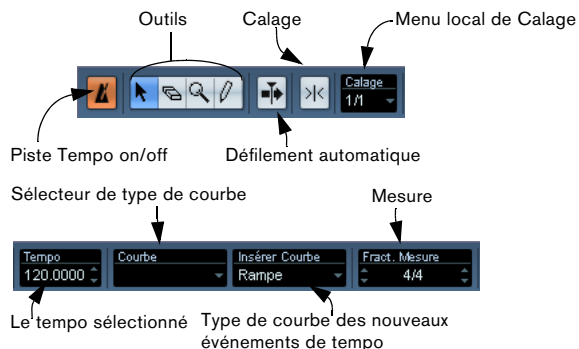 Outils
Calage
Menu local de Calage
Calage
1/1
Piste Tempo on/off
Défilement automatique
Sélecteur de type de courbe
Mesure
Tempo
120.0000
Courbe
Insérer Courbe
Rampe
Fract. Mesure
4/4
Le tempo sélectionné
Type de courbe des nouveaux
événements de tempo